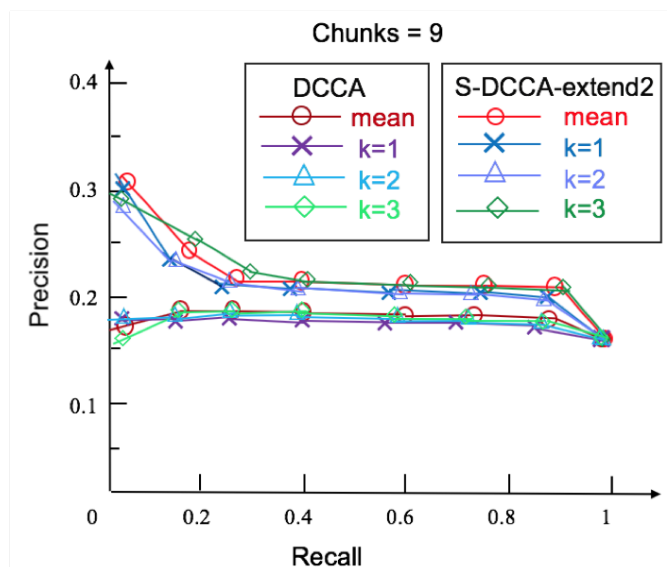 Chunks = 9
DCCA
mean
k=1
k=2
k=3
S-DCCA-extend2
mean
k=1
k=2
k=3
Precision
0.4
0.3
0.2
0.1
0
0.2
0.4
0.6
0.8
1
Recall